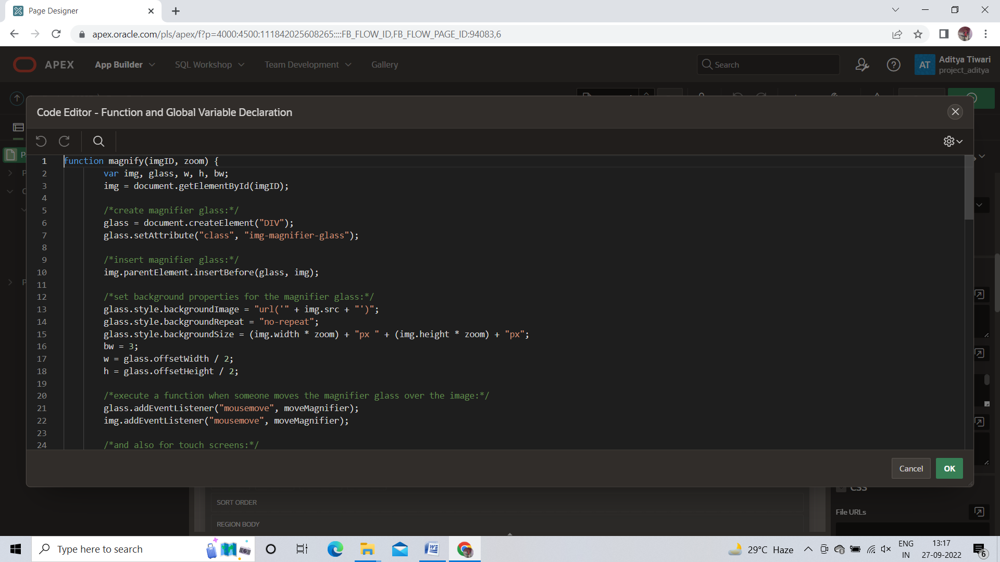 Page Designer
apex.oracle.com/pls/apex/f?p=4000:4500:111842025608265::::FB_FLOW_ID,FB_FLOW_PAGE_ID:94083,6
APEX App Builder SQL Workshop Team Development Gallery Search AT Aditya Tiwari
project_aditya
Code Editor - Function and Global Variable Declaration
1 function magnify(imgID, zoom) {
2 var img, glass, w, h, bw;
3 img = document.getElementById(imgID);
4
5 /*create magnifier glass:*/
6 glass = document.createElement("DIV");
7 glass.setAttribute("class", "img-magnifier-glass");
8
9 /*insert magnifier glass:*/
10 img.parentElement.insertBefore(glass, img);
11
12 /*set background properties for the magnifier glass:*/
13 glass.style.backgroundImage = "url('" + img.src + "')";
14 glass.style.backgroundRepeat = "no-repeat";
15 glass.style.backgroundSize = (img.width * zoom) + "px " + (img.height * zoom) + "px";
16 bw = 3;
17 w = glass.offsetWidth / 2;
18 h = glass.offsetHeight / 2;
19
20 /*execute a function when someone moves the magnifier glass over the image:*/
21 glass.addEventListener("mousemove", moveMagnifier);
22 img.addEventListener("mousemove", moveMagnifier);
23
24 /*and also for touch screens:*/
Cancel OK
CSS
SORT ORDER
File URLs
REGION BODY
Type here to search
29°C Haze
ENG
IN
13:17
27-09-2022
6